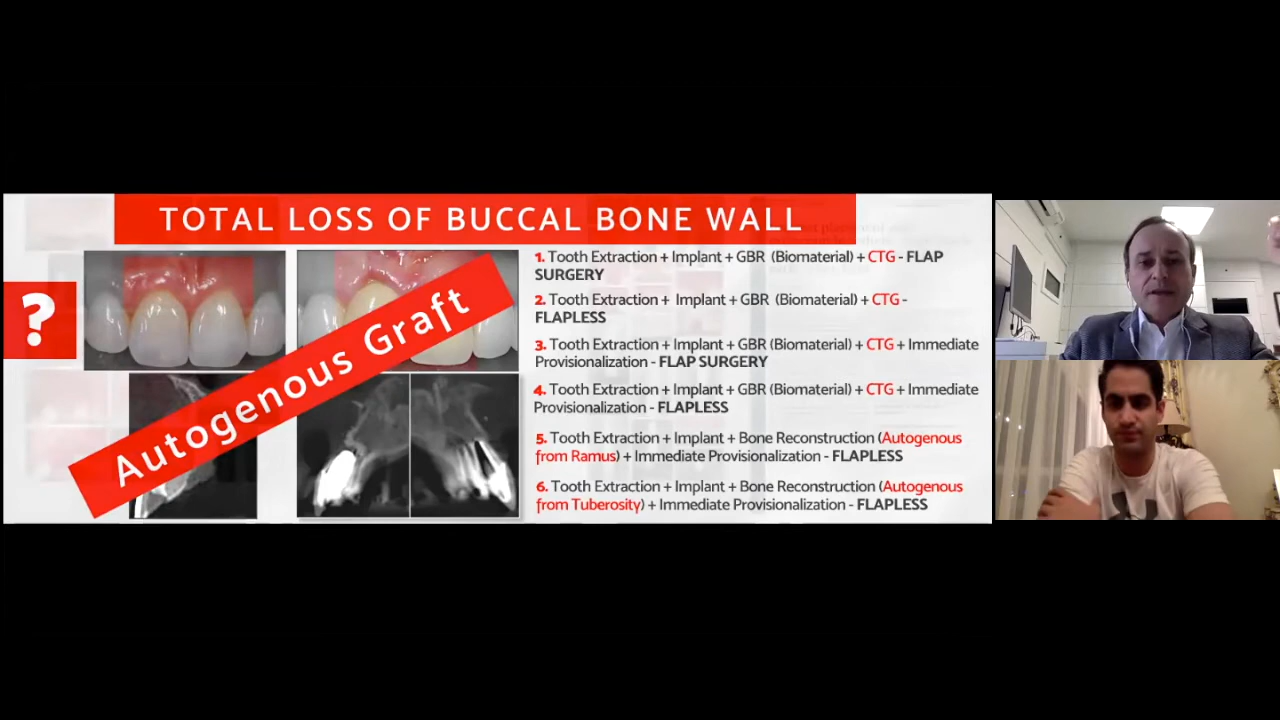 TOTAL LOSS OF BUCCAL BONE WALL
?
Autogenous Graft
1. Tooth Extraction + Implant + GBR (Biomaterial) + CTG - FLAP
SURGERY
2. Tooth Extraction + Implant + GBR (Biomaterial) + CTG -
FLAPLESS
3. Tooth Extraction + Implant + GBR (Biomaterial) + CTG + Immediate
Provisionalization - FLAP SURGERY
4. Tooth Extraction + Implant + GBR (Biomaterial) + CTG + Immediate
Provisionalization - FLAPLESS
5. Tooth Extraction + Implant + Bone Reconstruction (Autogenous
from Ramus) + Immediate Provisionalization - FLAPLESS
6. Tooth Extraction + Implant + Bone Reconstruction (Autogenous
from Tuberosity) + Immediate Provisionalization - FLAPLESS